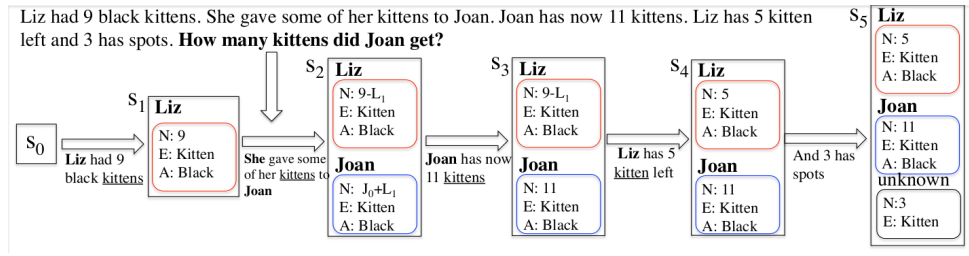 Liz had 9 black kittens. She gave some of her kittens to Joan. Joan has now 11 kittens. Liz has 5 kitten
left and 3 has spots. How many kittens did Joan get?
S0
Liz had 9
black kittens
S1
Liz
N: 9
E: Kitten
A: Black
She gave some
of her kittens to
Joan
S2
Liz
N: 9-L1
E: Kitten
A: Black
Joan
N: J0+L1
E: Kitten
A: Black
Joan has now
11 kittens
S3
Liz
N: 9-L1
E: Kitten
A: Black
Joan
N: 11
E: Kitten
A: Black
Liz has 5
kitten left
S4
Liz
N: 5
E: Kitten
A: Black
Joan
N: 11
E: Kitten
A: Black
And 3 has
spots
S5
Liz
N: 5
E: Kitten
A: Black
Joan
N: 11
E: Kitten
A: Black
unknown
N:3
E: Kitten